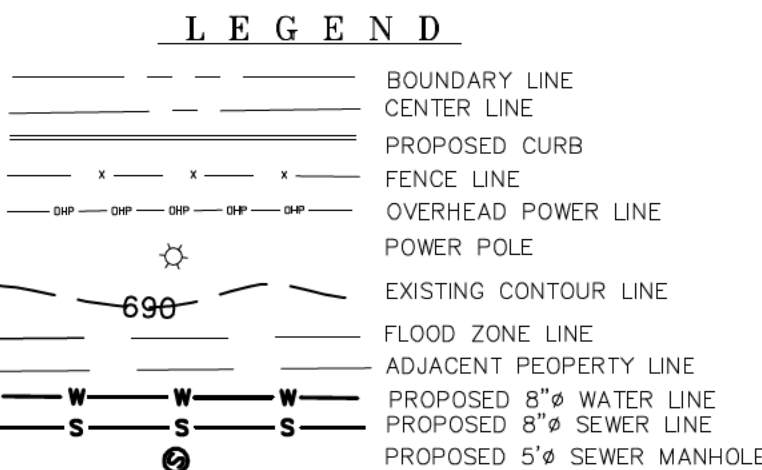 L E G E N D
BOUNDARY LINE
CENTER LINE
PROPOSED CURB
X X X FENCE LINE
OHP OHP OHP OHP OHP OVERHEAD POWER LINE
POWER POLE
690 EXISTING CONTOUR LINE
FLOOD ZONE LINE
ADJACENT PEOPERTY LINE
W W W PROPOSED 8"ø WATER LINE
S S S PROPOSED 8"ø SEWER LINE
S PROPOSED 5'ø SEWER MANHOLE